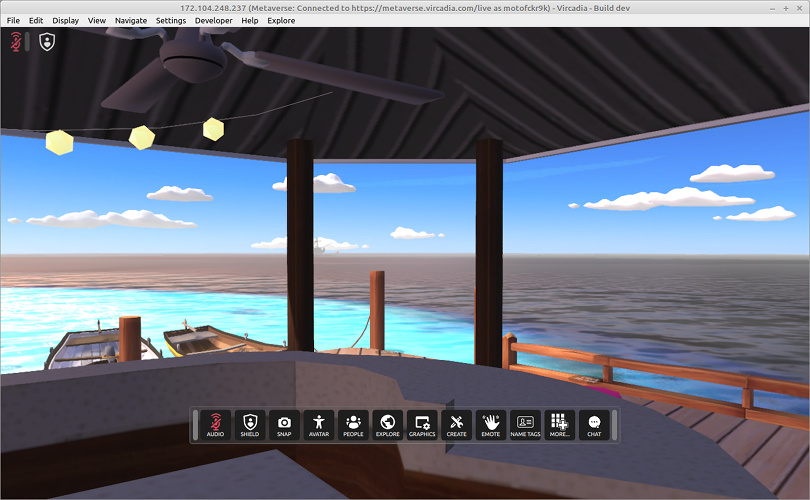 172.104.248.237 (Metaverse: Connected to https://metaverse.vircadia.com/live as motofckr9k) - Vircadia - Build dev
File Edit Display View Navigate Settings Developer Help Explore
AUDIO SHIELD SNAP AVATAR PEOPLE EXPLORE GRAPHICS CREATE EMOTE NAME TAGS MORE... CHAT